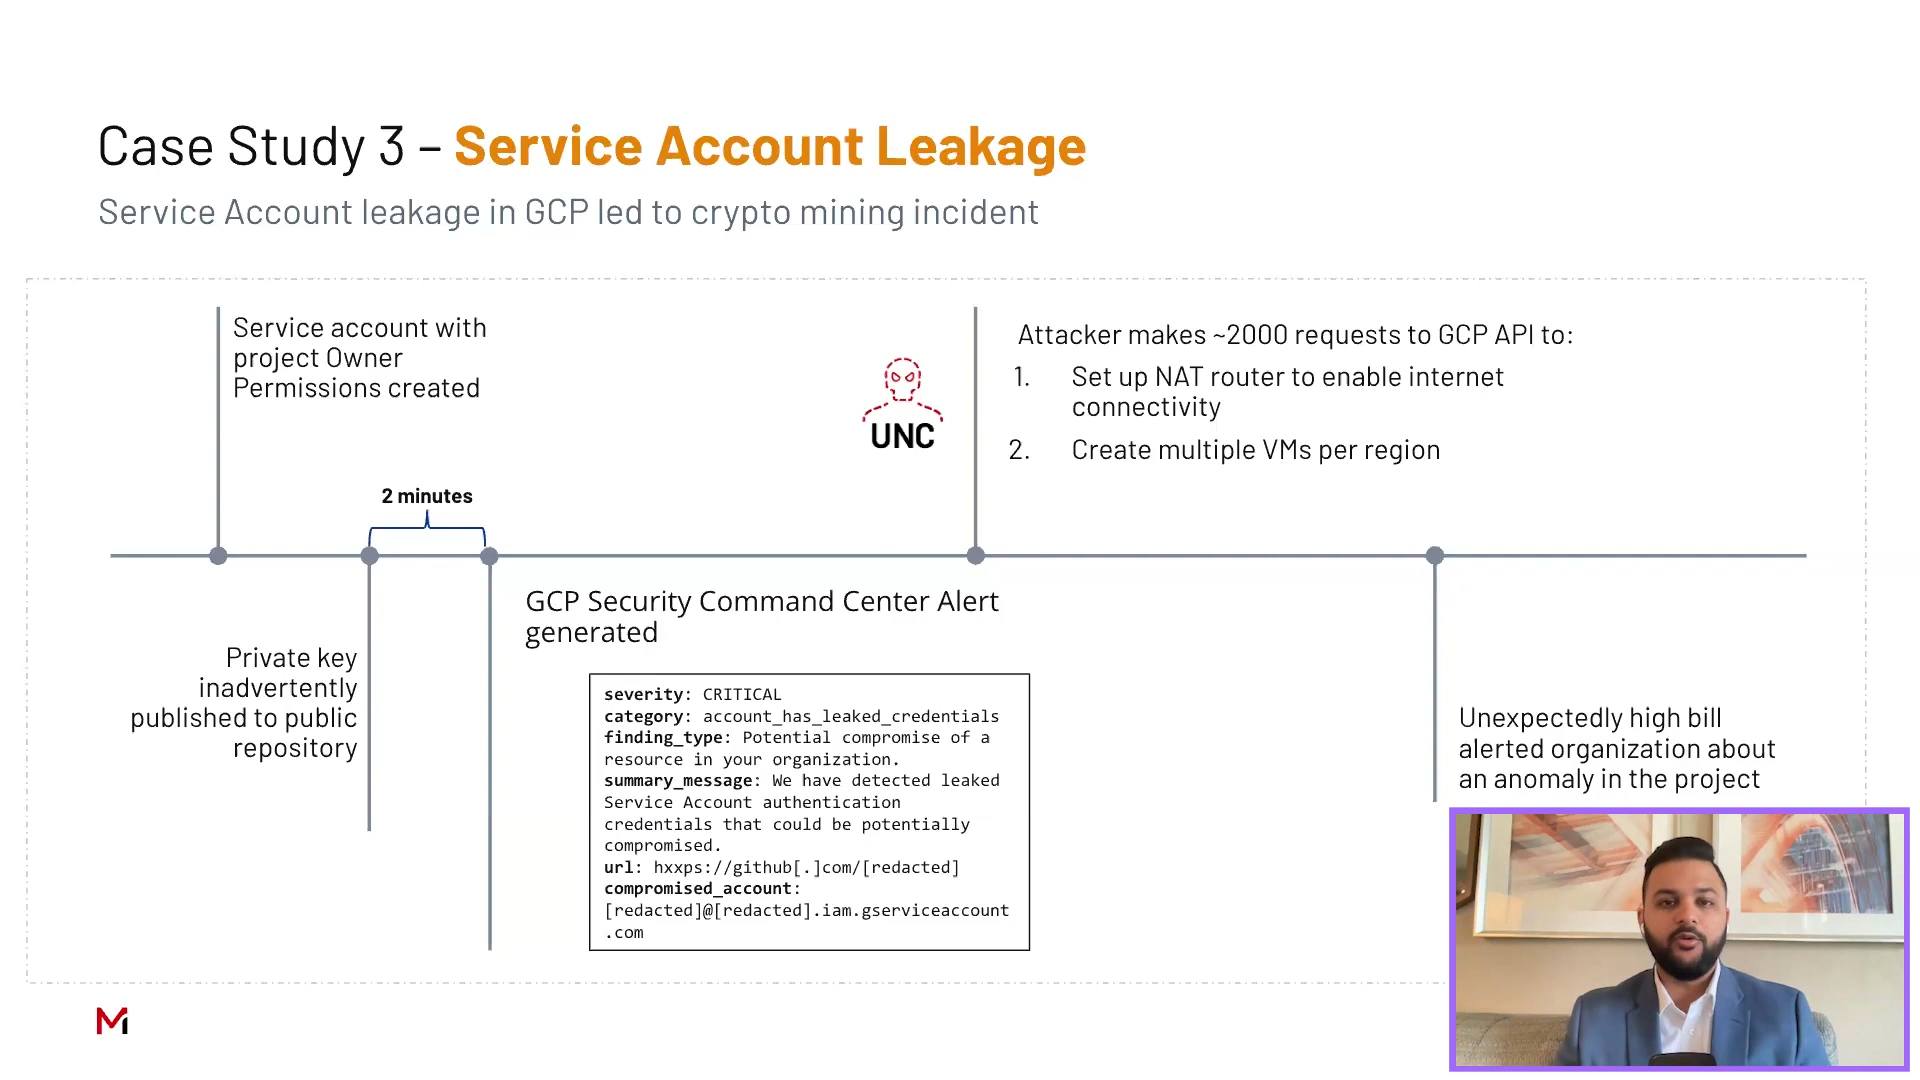 Case Study 3 – Service Account Leakage
Service Account leakage in GCP led to crypto mining incident
Service account with
project Owner
Permissions created
UNC
Attacker makes ~2000 requests to GCP API to:
1. Set up NAT router to enable internet
connectivity
2. Create multiple VMs per region
2 minutes
Private key
inadvertently
published to public
repository
GCP Security Command Center Alert
generated
severity: CRITICAL
category: account_has_leaked_credentials
finding_type: Potential compromise of a
resource in your organization.
summary_message: We have detected leaked
Service Account authentication
credentials that could be potentially
compromised.
url: hxxps://github[.]com/[redacted]
compromised_account:
[redacted]@[redacted].iam.gserviceaccount
.com
Unexpectedly high bill
alerted organization about
an anomaly in the project